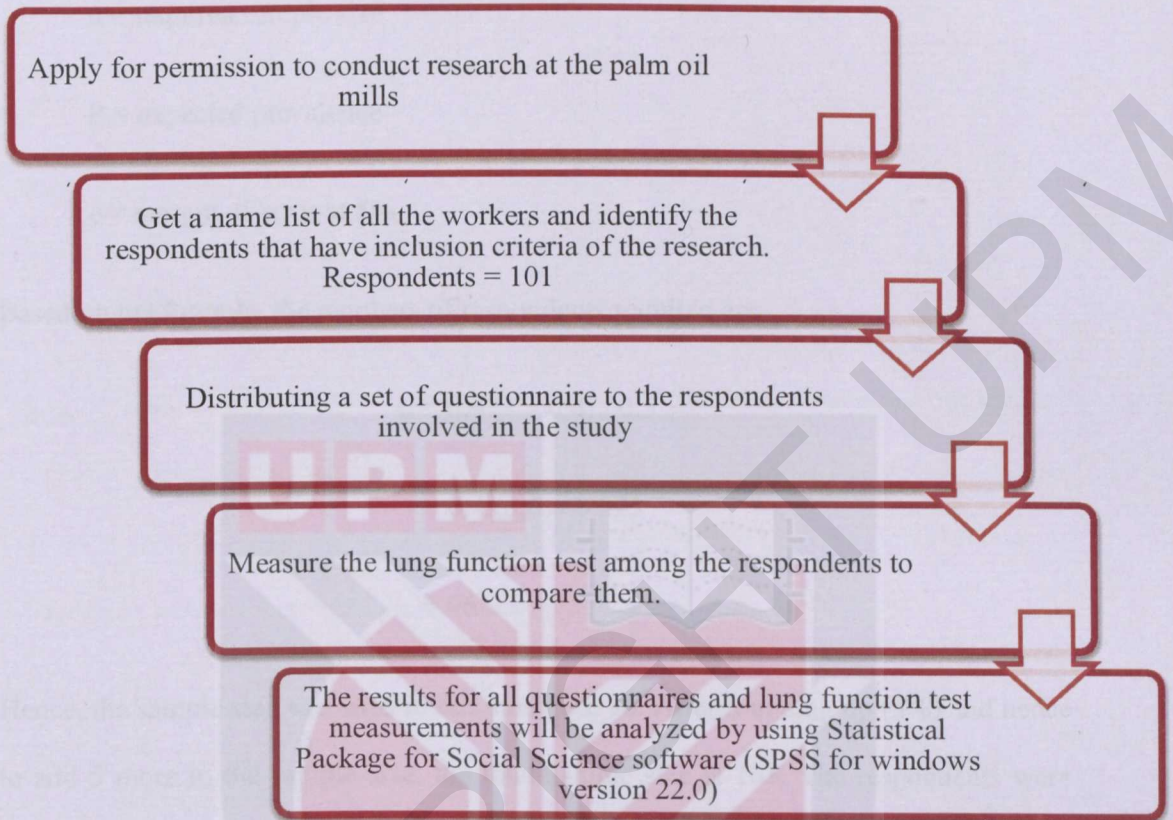 Apply for permission to conduct research at the palm oil
mills
Get a name list of all the workers and identify the
respondents that have inclusion criteria of the research.
Respondents = 101
Distributing a set of questionnaire to the respondents
involved in the study
UPM
Measure the lung function test among the respondents to
compare them.
The results for all questionnaires and lung function test
measurements will be analyzed by using Statistical
Package for Social Science software (SPSS for windows
version 22.0)
UPM